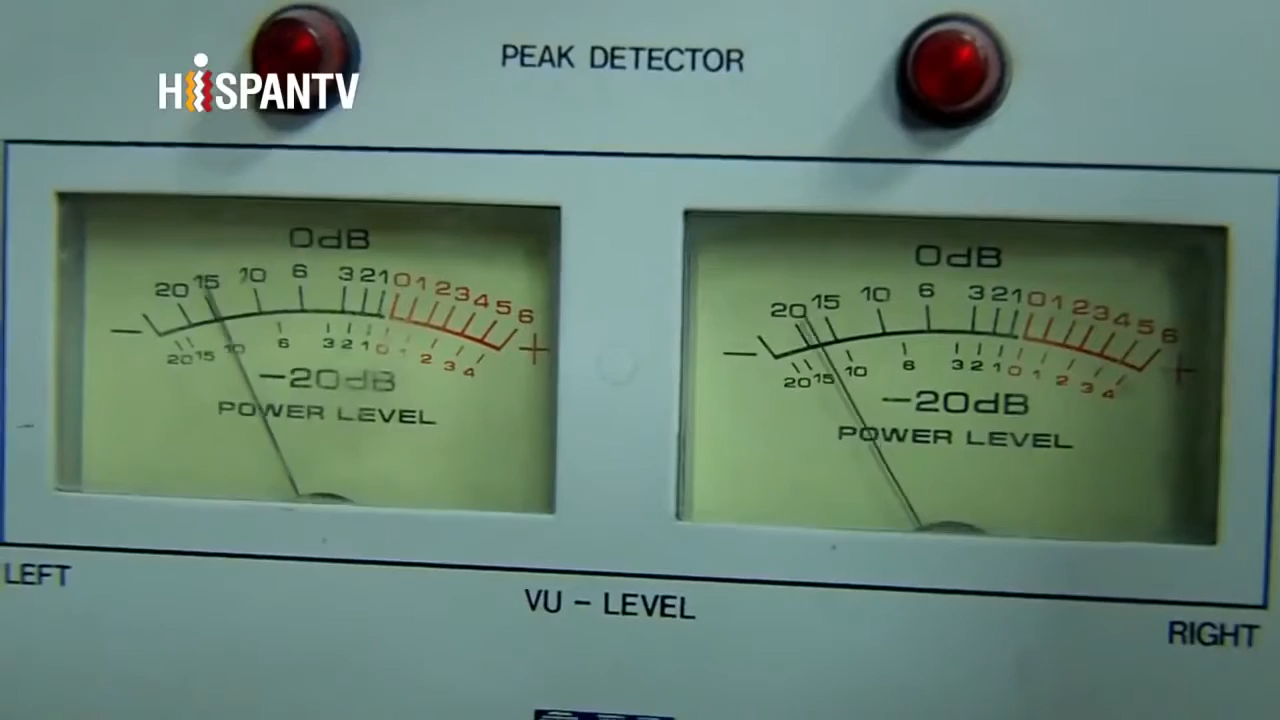 HISPANTV
PEAK DETECTOR
0dB
20 15 10 6 3 2 1 0 1 2 3 4 5 6
- +
20 15 10 6 3 2 1 0 1 2 3 4
-20dB
POWER LEVEL
0dB
20 15 10 6 3 2 1 0 1 2 3 4 5 6
- +
20 15 10 6 3 2 1 0 1 2 3 4
-20dB
POWER LEVEL
LEFT
VU - LEVEL
RIGHT